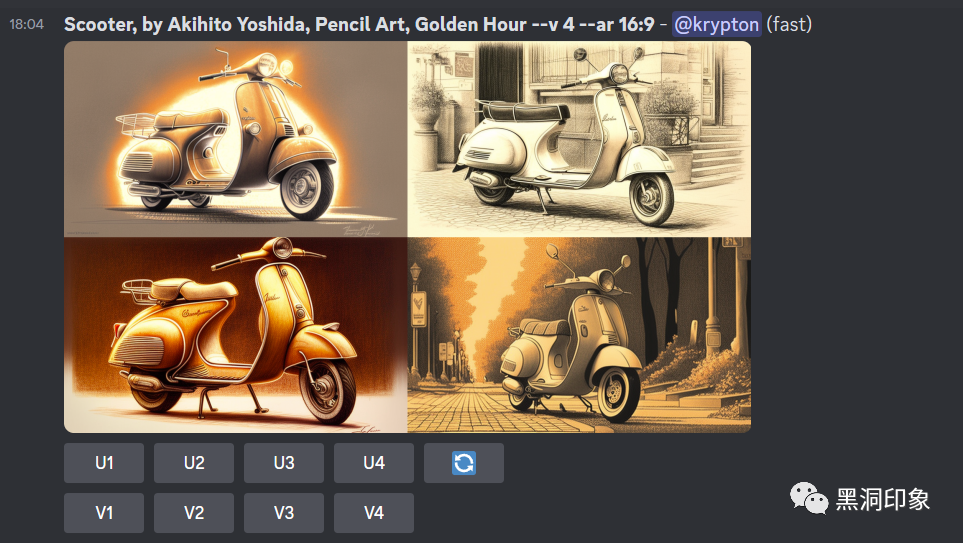 18:04 Scooter, by Akihito Yoshida, Pencil Art, Golden Hour --v 4 --ar 16:9 - @krypton (fast)
U1 U2 U3 U4
V1 V2 V3 V4
黑洞印象